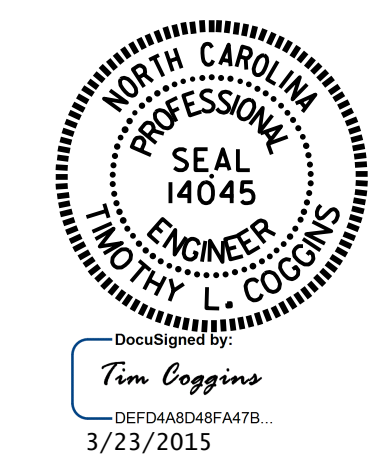 NORTH CAROLINA
PROFESSIONAL
SEAL
14045
ENGINEER
TIMOTHY L. COGGINS
DocuSigned by:
Tim Coggins
DEFD4A8D48FA47B...
3/23/2015